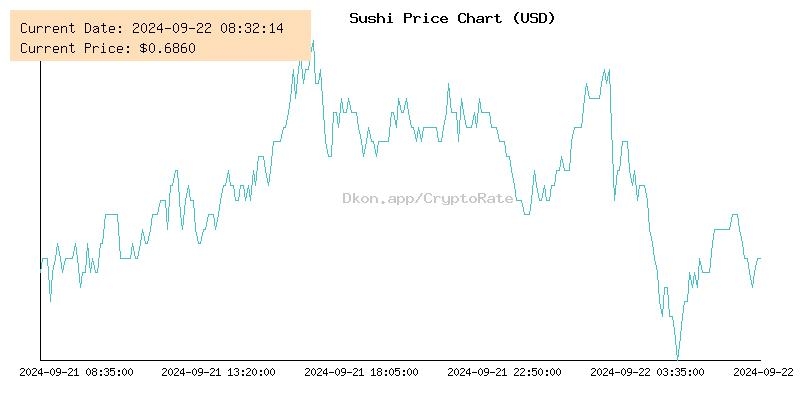 Sushi Price Chart (USD)
Current Date: 2024-09-22 08:32:14
Current Price: $0.6860
Dkon.app/CryptoRate
2024-09-21 08:35:00 2024-09-21 13:20:00 2024-09-21 18:05:00 2024-09-21 22:50:00 2024-09-22 03:35:00 2024-09-22